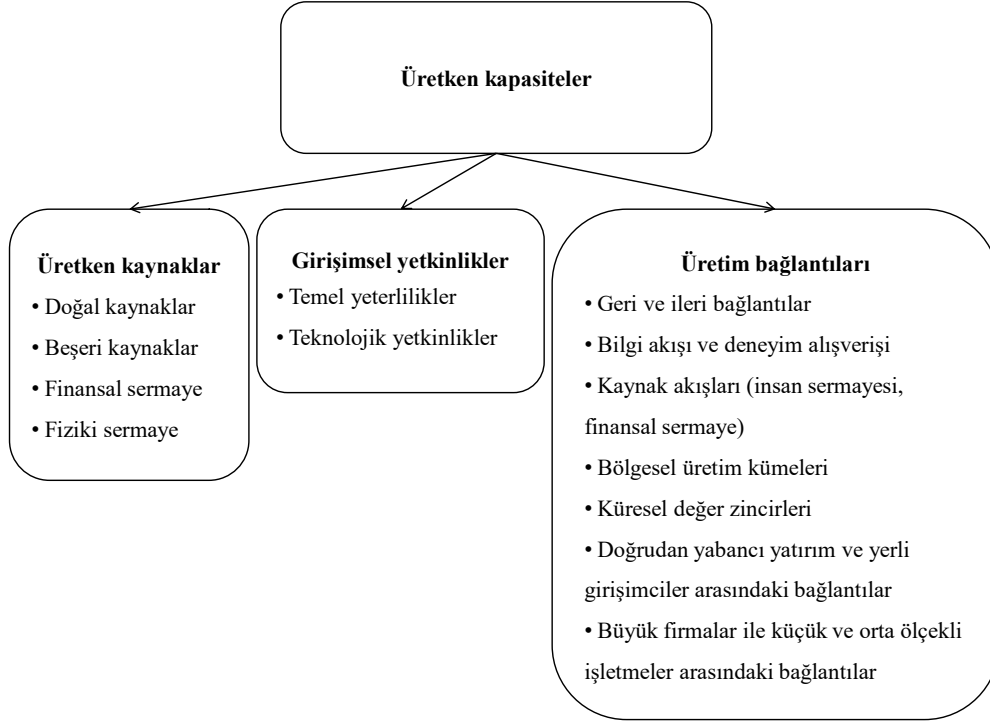 Üretken kapasiteler
Üretken kaynaklar
• Doğal kaynaklar
• Beşeri kaynaklar
• Finansal sermaye
• Fiziki sermaye
Girişimsel yetkinlikler
• Temel yeterlilikler
• Teknolojik yetkinlikler
Üretim bağlantıları
• Geri ve ileri bağlantılar
• Bilgi akışı ve deneyim alışverişi
• Kaynak akışları (insan sermayesi,
finansal sermaye)
• Bölgesel üretim kümeleri
• Küresel değer zincirleri
• Doğrudan yabancı yatırım ve yerli
girişimciler arasındaki bağlantılar
• Büyük firmalar ile küçük ve orta ölçekli
işletmeler arasındaki bağlantılar